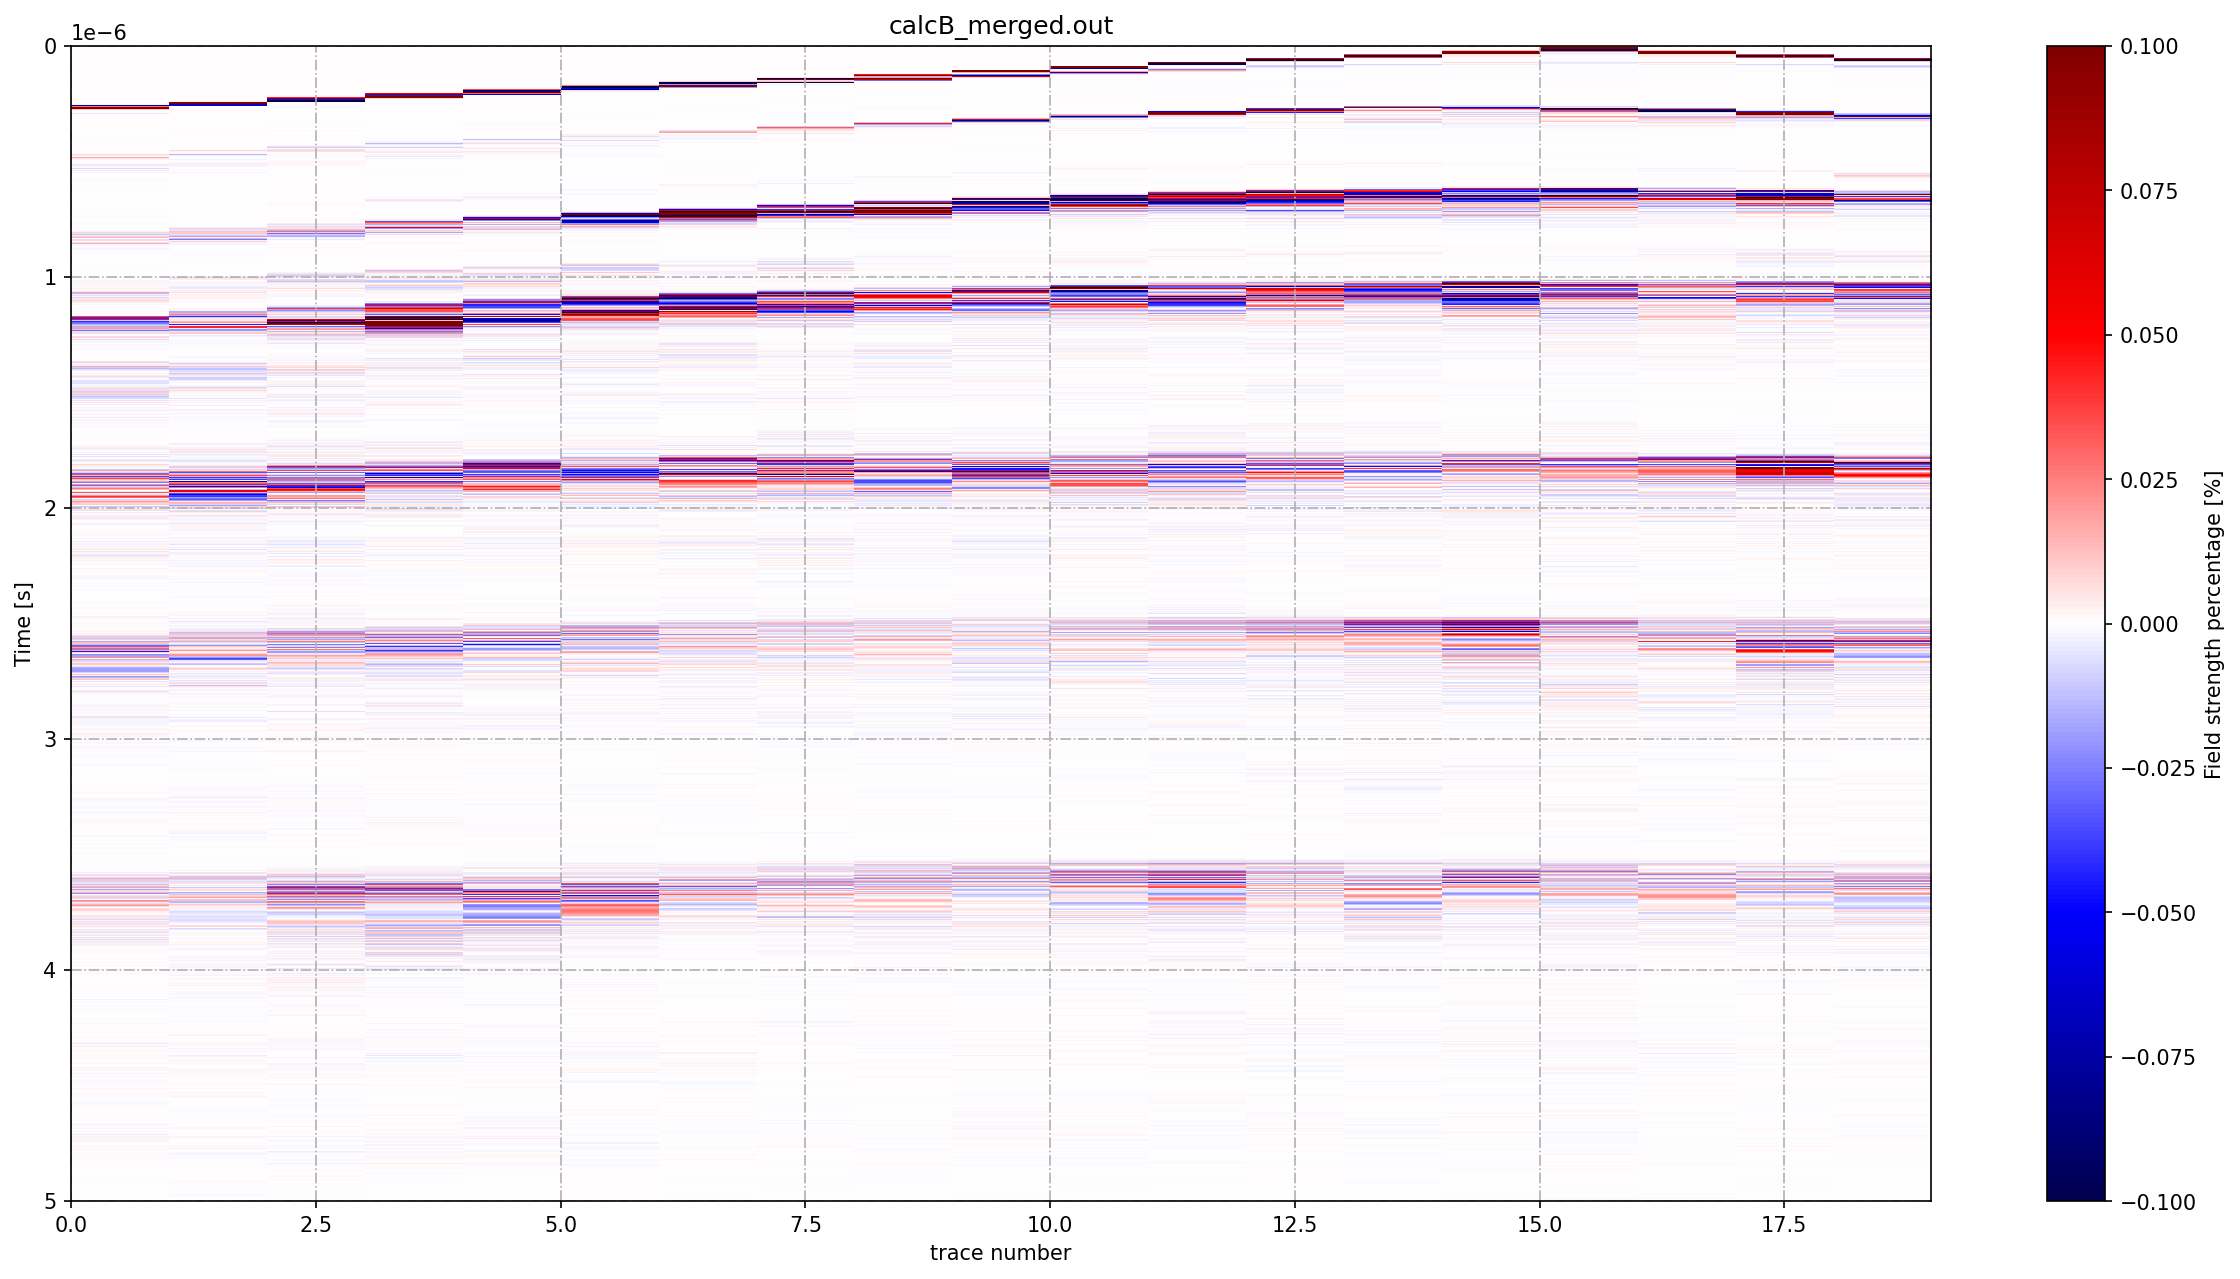 calcB_merged.out
1e−6
0
1
2
3
4
5
Time [s]
0.0 2.5 5.0 7.5 10.0 12.5 15.0 17.5
trace number
0.100
0.075
0.050
0.025
0.000
−0.025
−0.050
−0.075
−0.100
Field strength percentage [%]